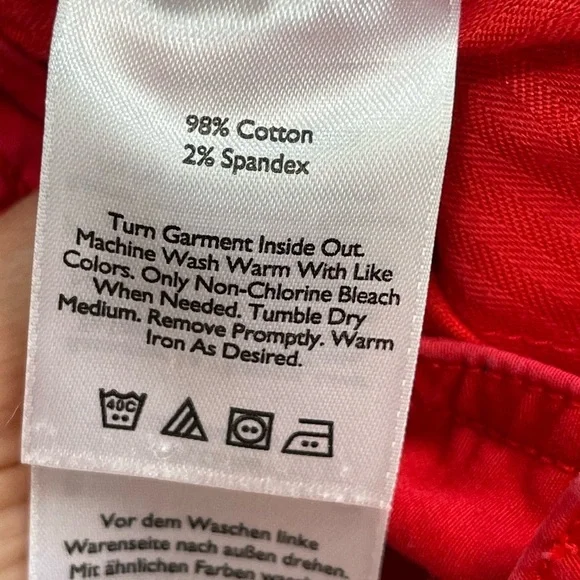 98% Cotton
2% Spandex
Turn Garment Inside Out.
Machine Wash Warm With Like
Colors. Only Non-Chlorine Bleach
When Needed. Tumble Dry
Medium. Remove Promptly. Warm
Iron As Desired.
40C
Vor dem Waschen linke
Warenseite nach außen drehen.
Mit ähnlichen Farben